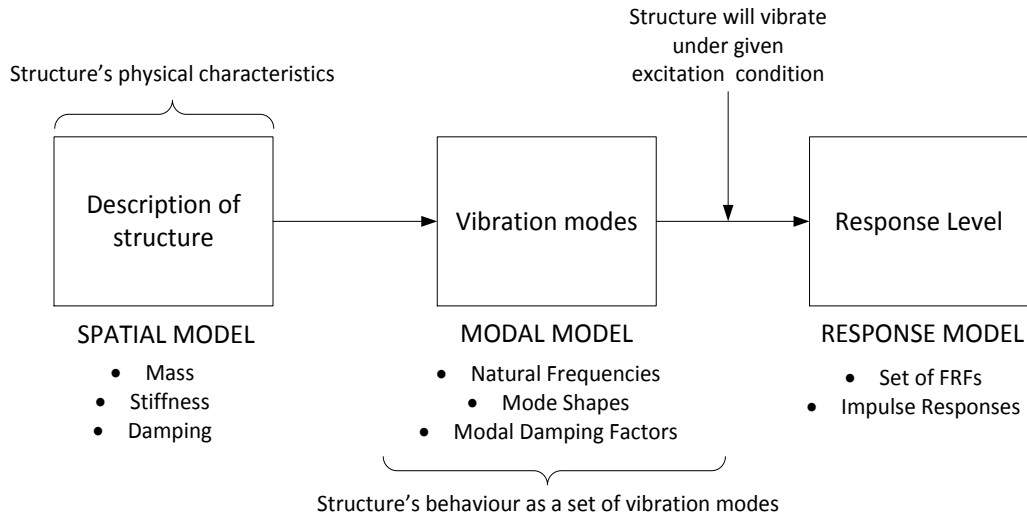 Structure will vibrate
under given
excitation condition
Structure’s physical characteristics
Description of
structure
Vibration modes
Response Level
SPATIAL MODEL
• Mass
• Stiffness
• Damping
MODAL MODEL
• Natural Frequencies
• Mode Shapes
• Modal Damping Factors
RESPONSE MODEL
• Set of FRFs
• Impulse Responses
Structure’s behaviour as a set of vibration modes